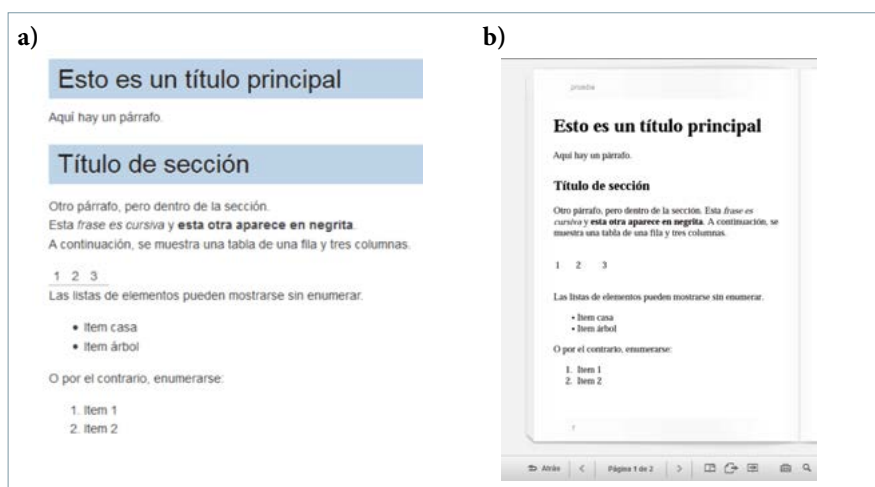 a)
Esto es un título principal
Aquí hay un párrafo.
Título de sección
Otro párrafo, pero dentro de la sección.
Esta frase es cursiva y esta otra aparece en negrita.
A continuación, se muestra una tabla de una fila y tres columnas.
1 2 3
Las listas de elementos pueden mostrarse sin enumerar.
• Item casa
• Item árbol
O por el contrario, enumerarse:
1. Item 1
2. Item 2
b)
prueba
Esto es un título principal
Aquí hay un párrafo.
Título de sección
Otro párrafo, pero dentro de la sección. Esta frase es
cursiva y esta otra aparece en negrita. A continuación, se
muestra una tabla de una fila y tres columnas.
1 2 3
Las listas de elementos pueden mostrarse sin enumerar.
• Item casa
• Item árbol
O por el contrario, enumerarse:
1. Item 1
2. Item 2
Atrás Página 1 de 2